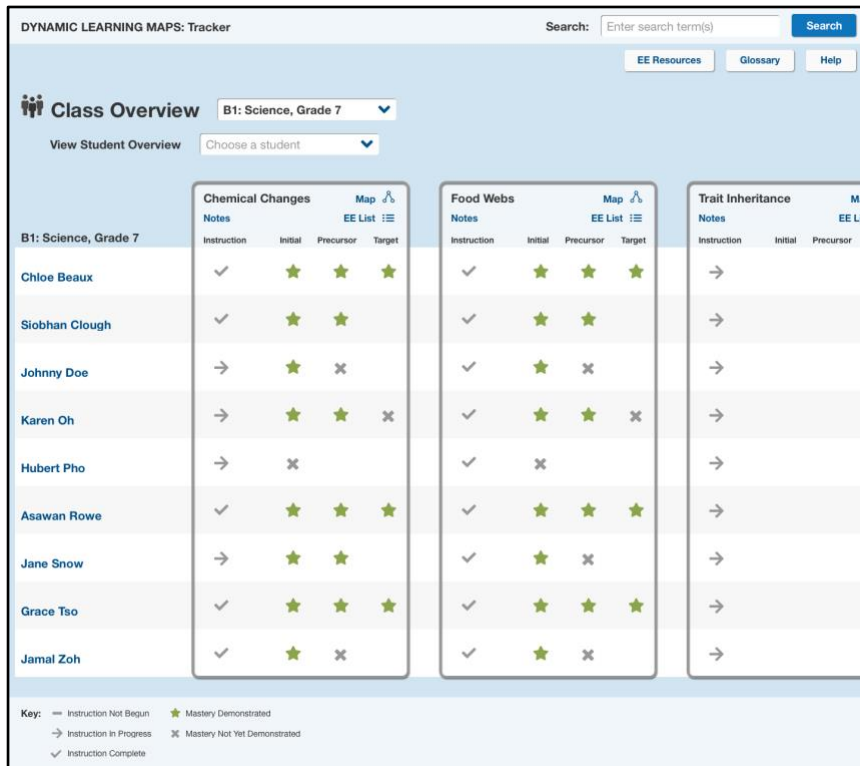 DYNAMIC LEARNING MAPS: Tracker
Search: Enter search term(s) Search
EE Resources Glossary Help
Class Overview B1: Science, Grade 7
View Student Overview Choose a student
Chemical Changes Map Food Webs Map Trait Inheritance
Notes EE List Notes EE List Notes EE
B1: Science, Grade 7 Instruction Initial Precursor Target Instruction Initial Precursor Target Instruction Initial Precursor
Chloe Beaux
Siobhan Clough
Johnny Doe
Karen Oh
Hubert Pho
Asawan Rowe
Jane Snow
Grace Tso
Jamal Zoh
Key: Instruction Not Begun Mastery Demonstrated
Instruction In Progress Mastery Not Yet Demonstrated
Instruction Complete